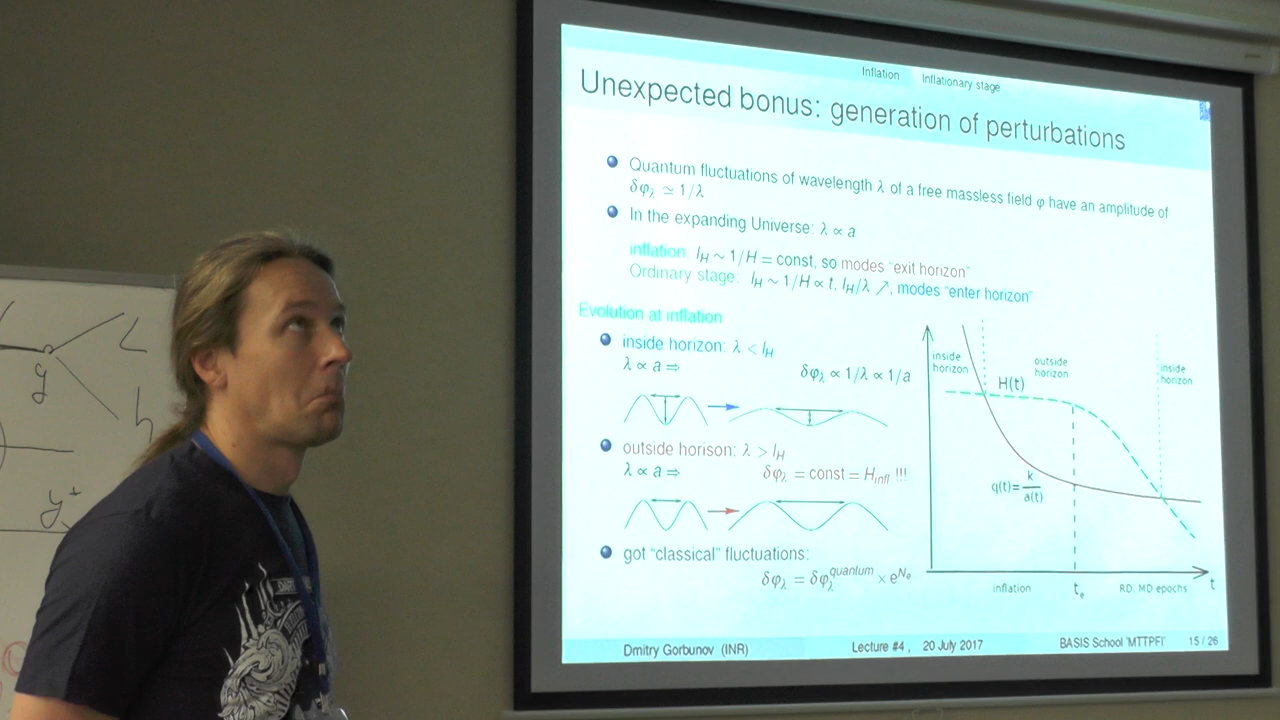 Inflation Inflationary stage
Unexpected bonus: generation of perturbations
Quantum fluctuations of wavelength λ of a free massless field φ have an amplitude of
δφ_λ ≃ 1/λ
In the expanding Universe: λ ∝ a
inflation: l_H ∼ 1/H = const, so modes "exit horizon"
Ordinary stage: l_H ∼ 1/H ∝ t, l_H/λ ↗, modes "enter horizon"
Evolution at inflation
inside horizon: λ < l_H
λ ∝ a ⇒ δφ_λ ∝ 1/λ ∝ 1/a
outside horison: λ > l_H
λ ∝ a ⇒ δφ_λ = const = H_infl !!!
got "classical" fluctuations:
δφ_λ = δφ_λ^quantum × e^{N_e}
inside
horizon
outside
horizon
inside
horizon
H(t)
q(t)= k/a(t)
inflation
t_e
RD, MD epochs
t
Dmitry Gorbunov (INR) Lecture #4 , 20 July 2017 BASIS School 'MTTPFI' 15 / 26
y
h
y